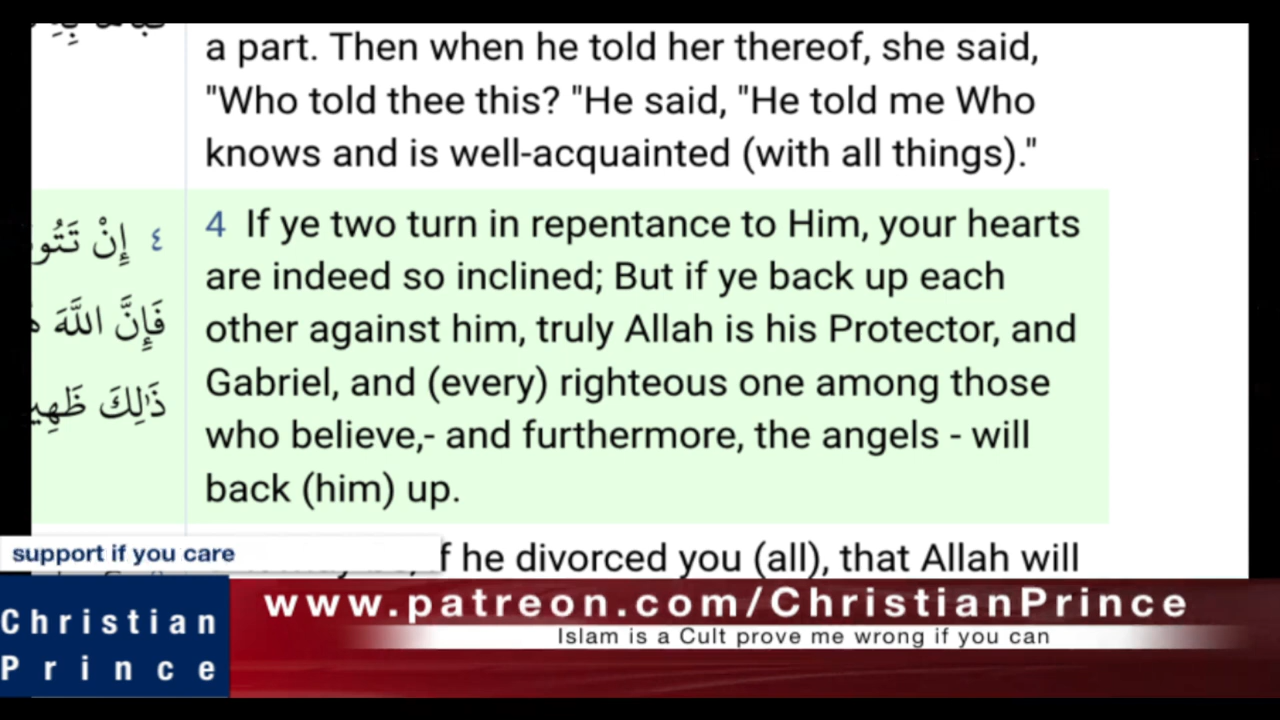 a part. Then when he told her thereof, she said,
"Who told thee this? "He said, "He told me Who
knows and is well-acquainted (with all things)."
4 If ye two turn in repentance to Him, your hearts
are indeed so inclined; But if ye back up each
other against him, truly Allah is his Protector, and
Gabriel, and (every) righteous one among those
who believe,- and furthermore, the angels - will
back (him) up.
f he divorced you (all), that Allah will
٤ إِنْ
فَإِنَّ اللَّهَ
ذَٰلِكَ
support if you care
Christian
Prince
www.patreon.com/ChristianPrince
Islam is a Cult prove me wrong if you can